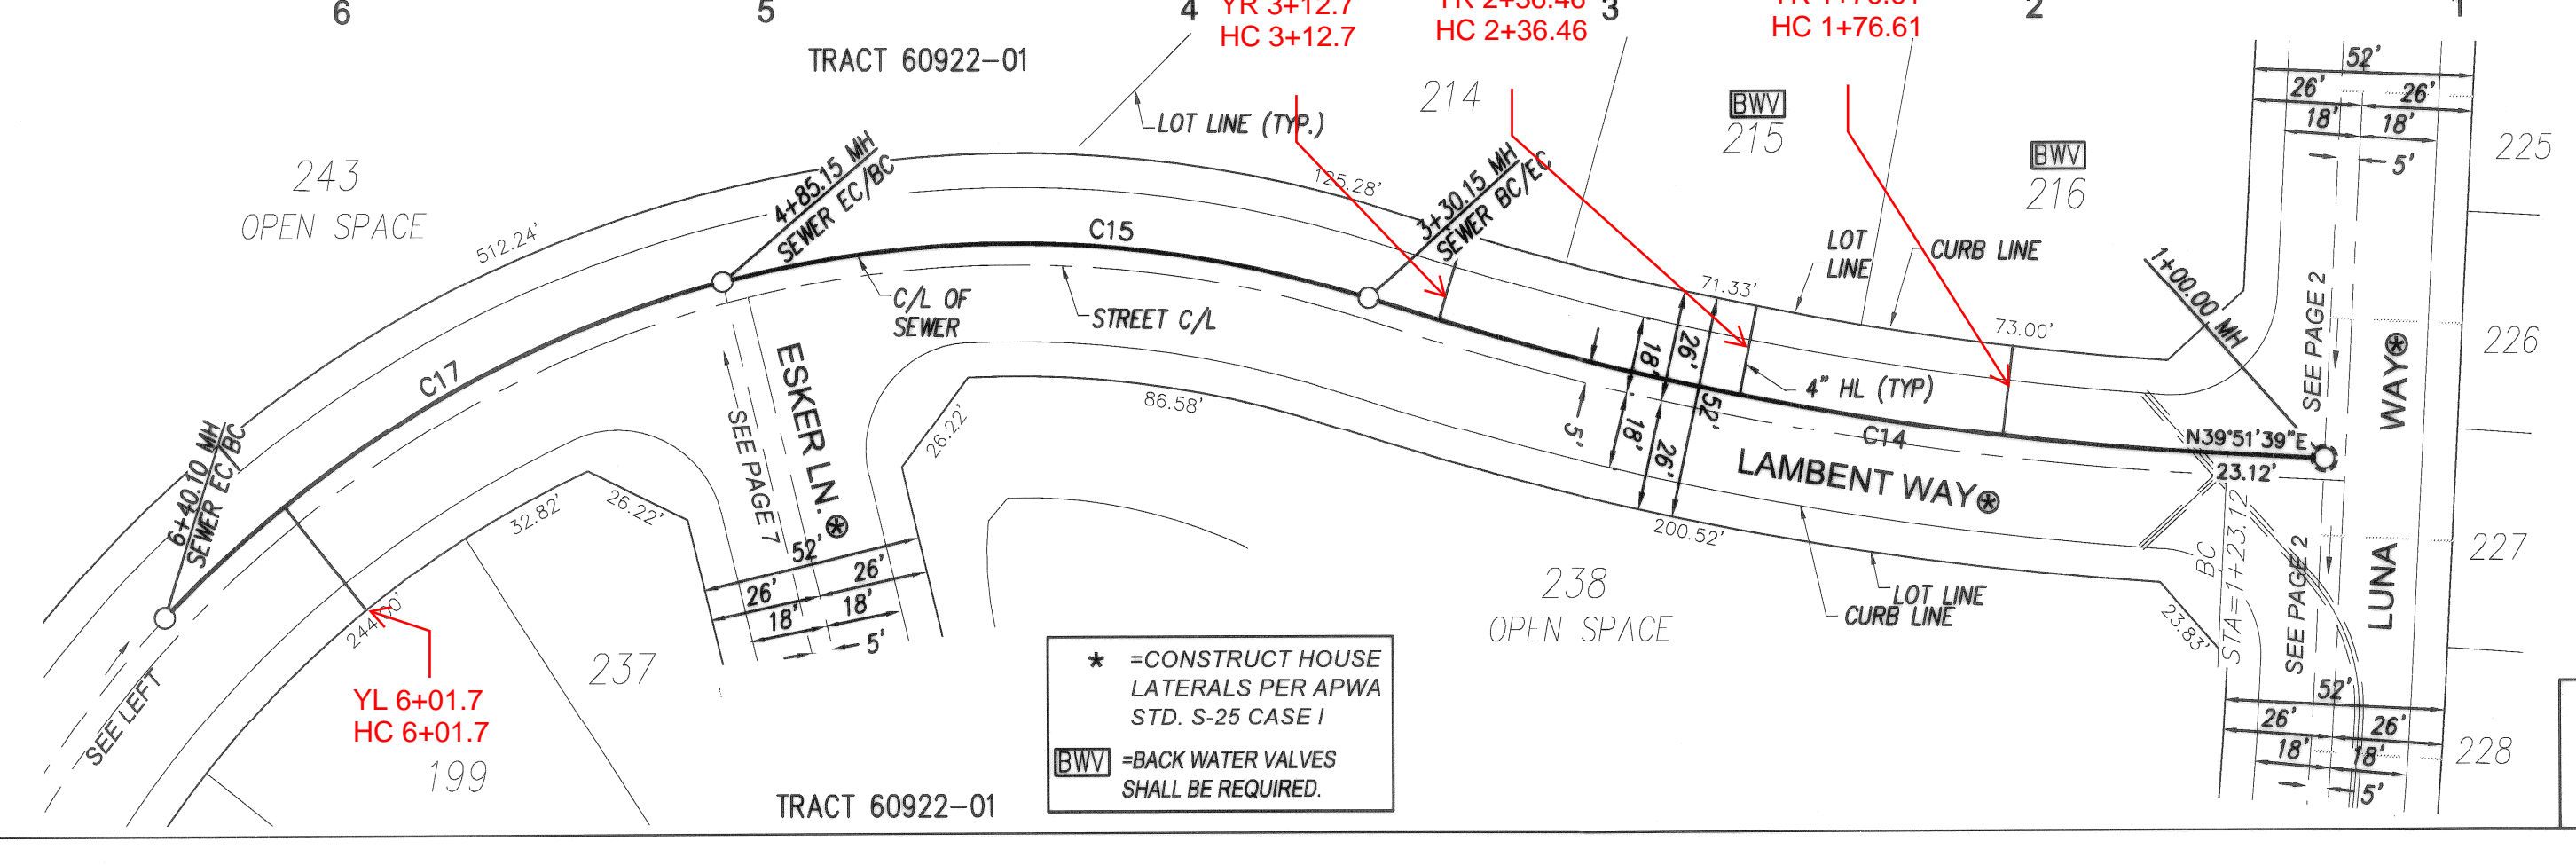 6 5 4 3 2 1
YR 3+12.7
HC 3+12.7
HC 2+36.46
HC 1+76.61
TRACT 60922-01
LOT LINE (TYP.)
214
BWV
215
BWV
216
52'
26' 26'
18' 18'
5'
225
226
227
228
243
OPEN SPACE
512.24'
4+85.15 MH
SEWER EC/BC
125.28'
3+30.15 MH
SEWER BC/EC
C15
C/L OF
SEWER
STREET C/L
LOT
LINE
CURB LINE
71.33'
73.00'
1+00.00 MH
SEE PAGE 2
WAY
LUNA
C17
ESKER LN.
SEE PAGE 7
26.22'
86.58'
18' 26'
52'
5'
18' 26'
4" HL (TYP)
C14
N39°51'39"E
23.12'
LAMBENT WAY
6+40.10 MH
SEWER EC/BC
32.82'
26.22'
52'
26' 26'
18' 18'
5'
200.52'
BC
STA=1+23.12
SEE PAGE 2
238
OPEN SPACE
LOT LINE
CURB LINE
23.83'
244.00'
237
SEE LEFT
YL 6+01.7
HC 6+01.7
199
* =CONSTRUCT HOUSE
LATERALS PER APWA
STD. S-25 CASE I
BWV =BACK WATER VALVES
SHALL BE REQUIRED.
52'
26' 26'
18' 18'
5'
TRACT 60922-01